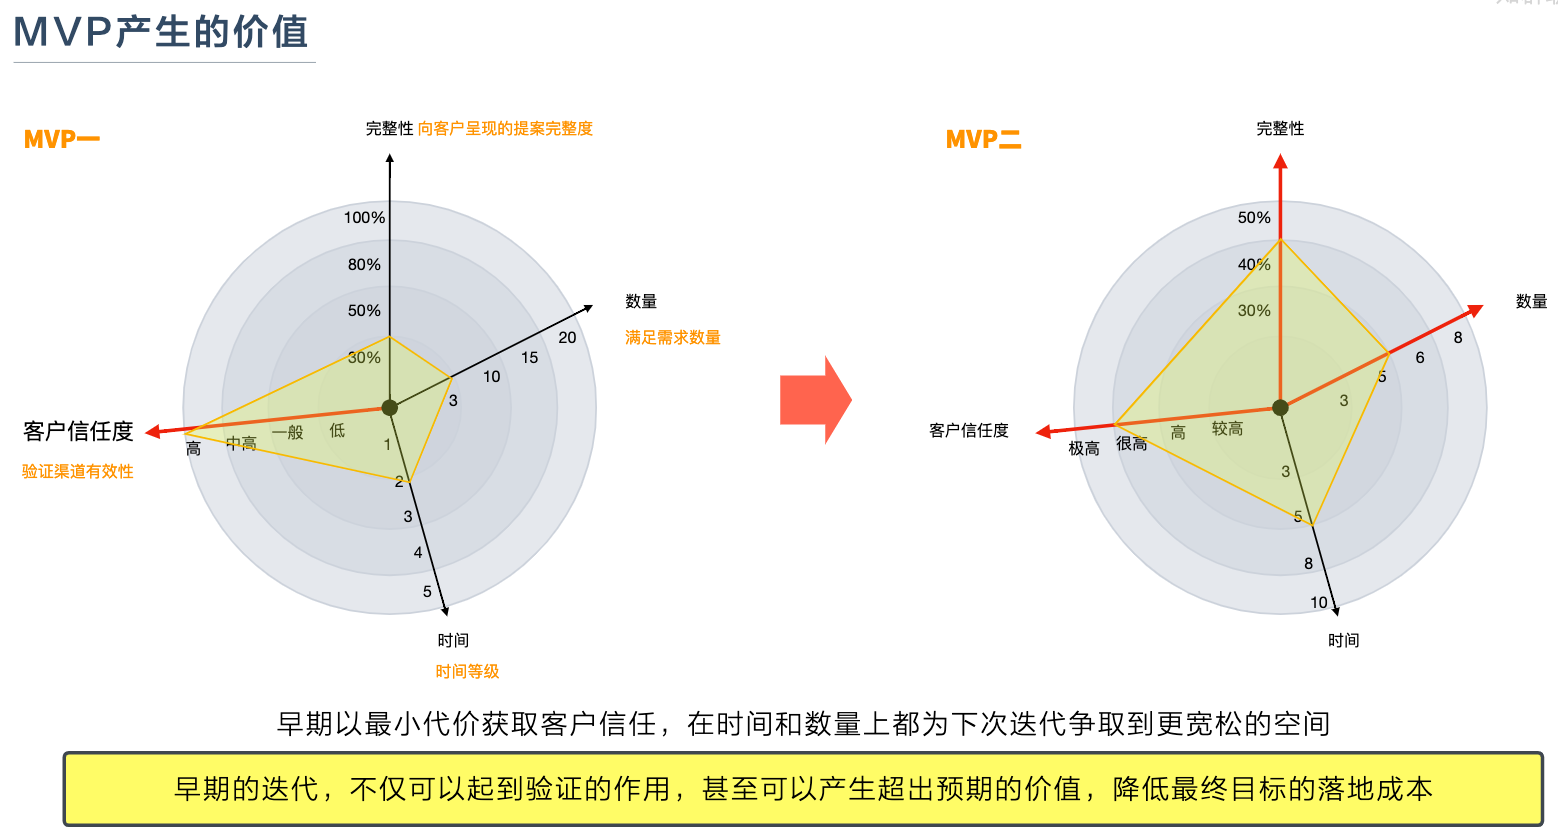 MVP产生的价值
MVP一
完整性 向客户呈现的提案完整度
100%
80%
50%
30%
数量
满足需求数量
20
15
10
3
客户信任度
验证渠道有效性
高
中高
一般
低
1
2
3
4
5
时间
时间等级
MVP二
完整性
50%
40%
30%
数量
8
6
5
3
客户信任度
极高
很高
高
较高
3
5
8
10
时间
早期以最小代价获取客户信任，在时间和数量上都为下次迭代争取到更宽松的空间
早期的迭代，不仅可以起到验证的作用，甚至可以产生超出预期的价值，降低最终目标的落地成本